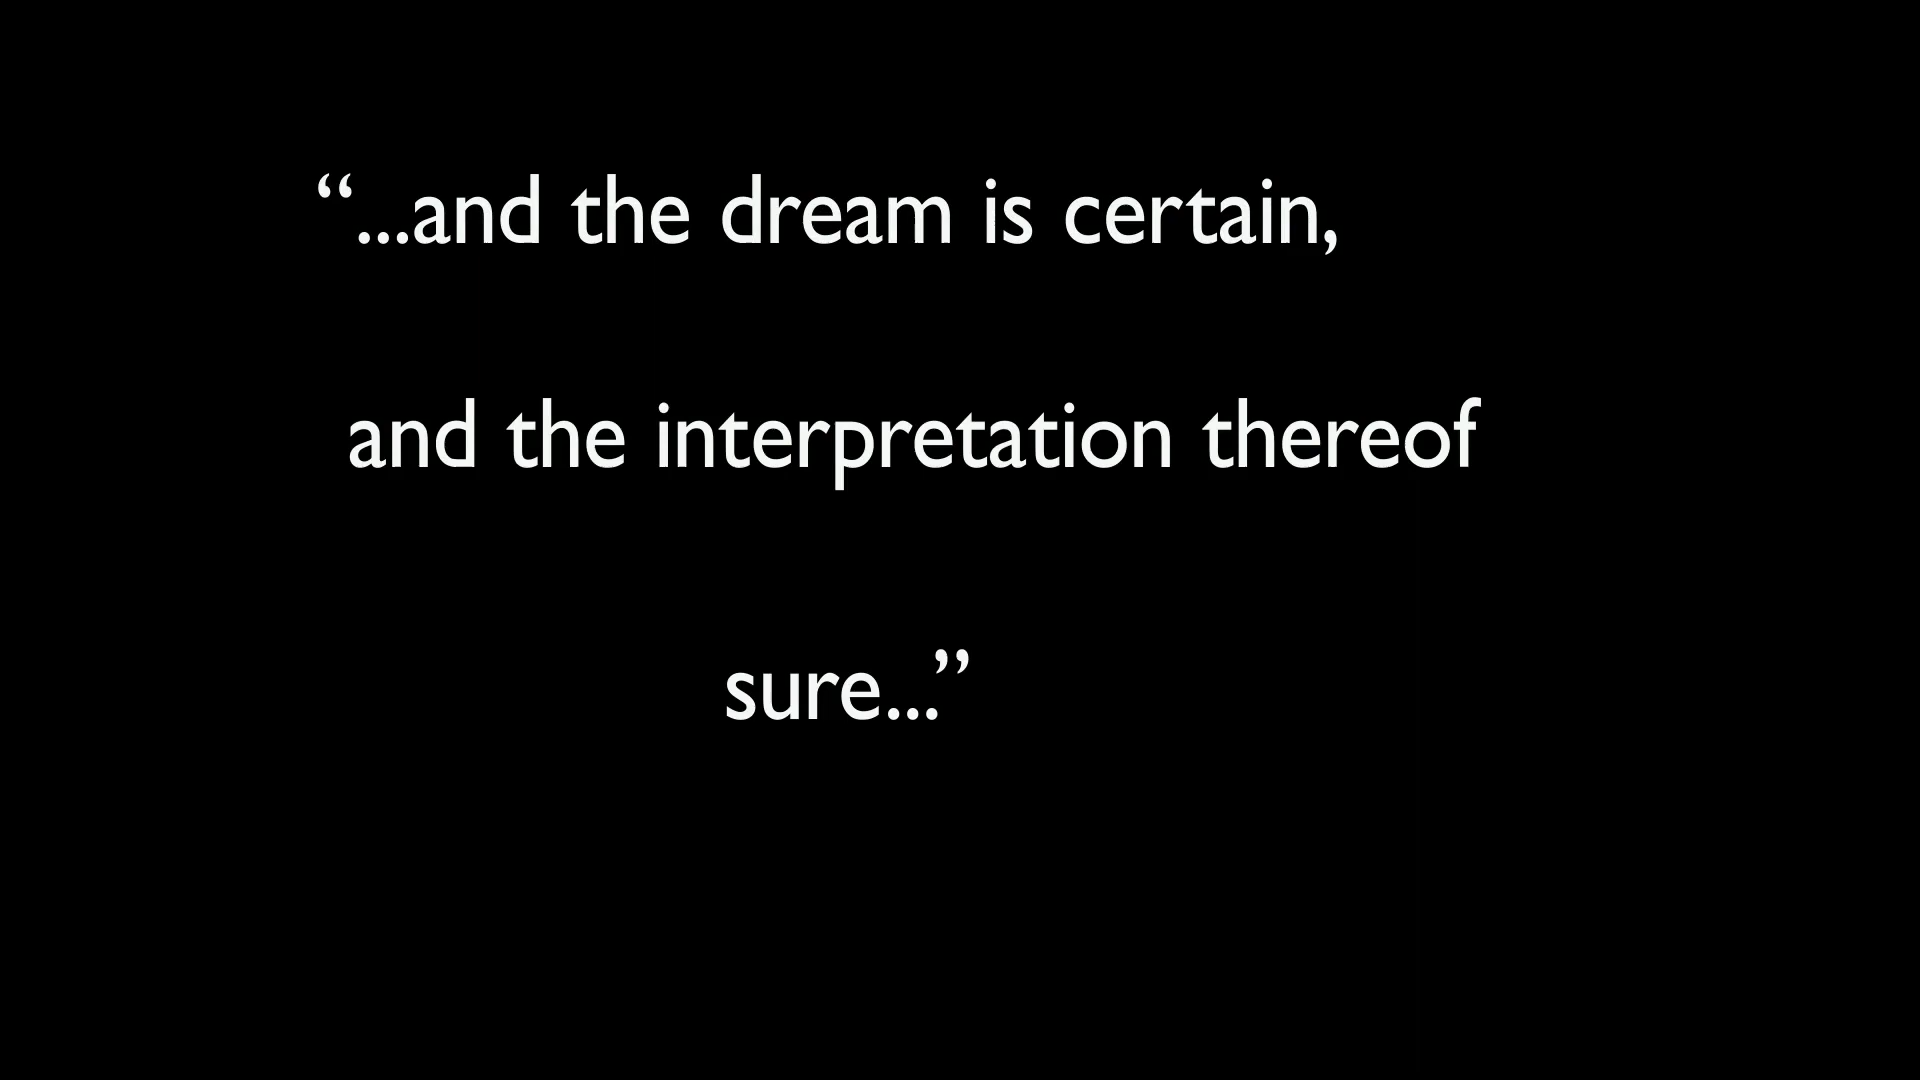 “...and the dream is certain,
and the interpretation thereof
sure...”